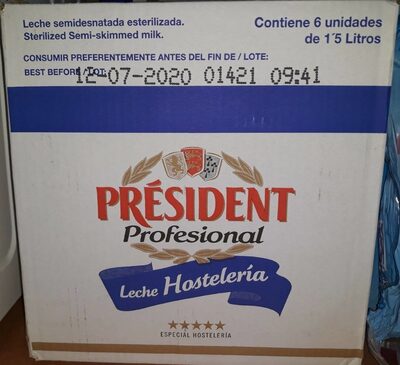 Leche semidesnatada esterilizada.
Sterilized Semi-skimmed milk.
Contiene 6 unidades
de 1´5 Litros
CONSUMIR PREFERENTEMENTE ANTES DEL FIN DE / LOTE:
BEST BEFORE / LOT:
12-07-2020 01421 09:41
PRÉSIDENT
Profesional
Leche Hostelería
ESPECIAL HOSTELERÍA